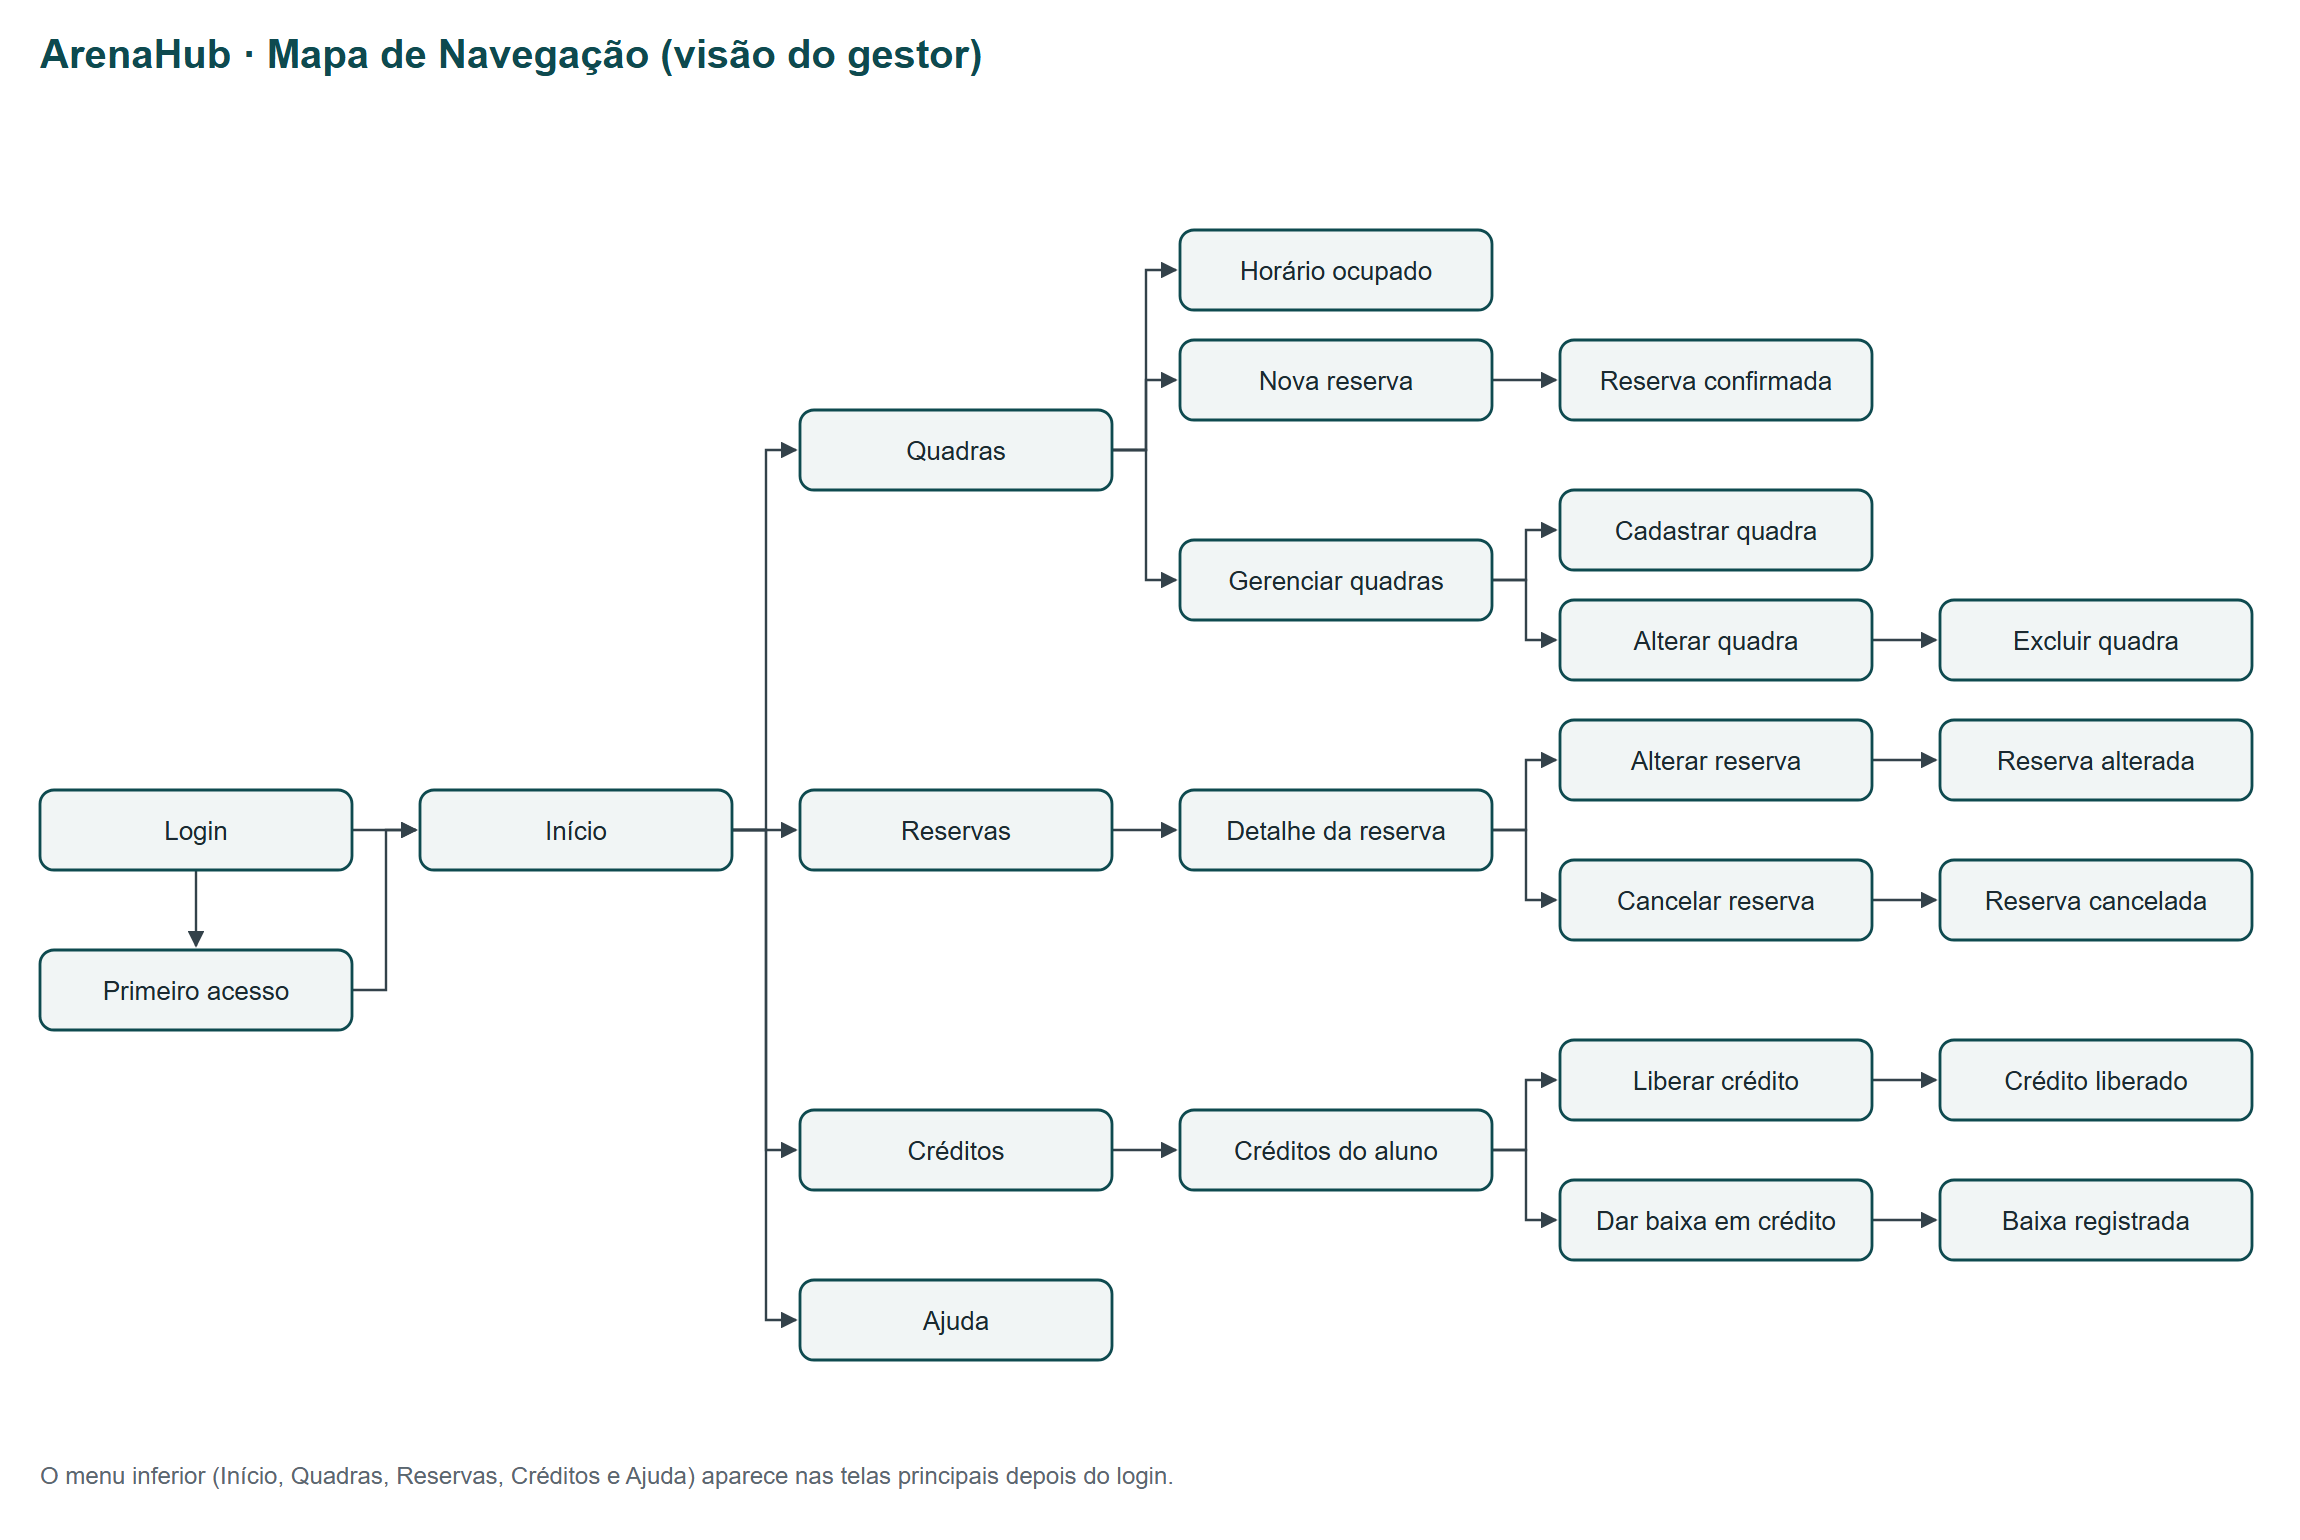 ArenaHub · Mapa de Navegação (visão do gestor)
Horário ocupado
Nova reserva
Reserva confirmada
Quadras
Cadastrar quadra
Gerenciar quadras
Alterar quadra
Excluir quadra
Alterar reserva
Reserva alterada
Login
Início
Reservas
Detalhe da reserva
Cancelar reserva
Reserva cancelada
Primeiro acesso
Liberar crédito
Crédito liberado
Créditos
Créditos do aluno
Dar baixa em crédito
Baixa registrada
Ajuda
O menu inferior (Início, Quadras, Reservas, Créditos e Ajuda) aparece nas telas principais depois do login.